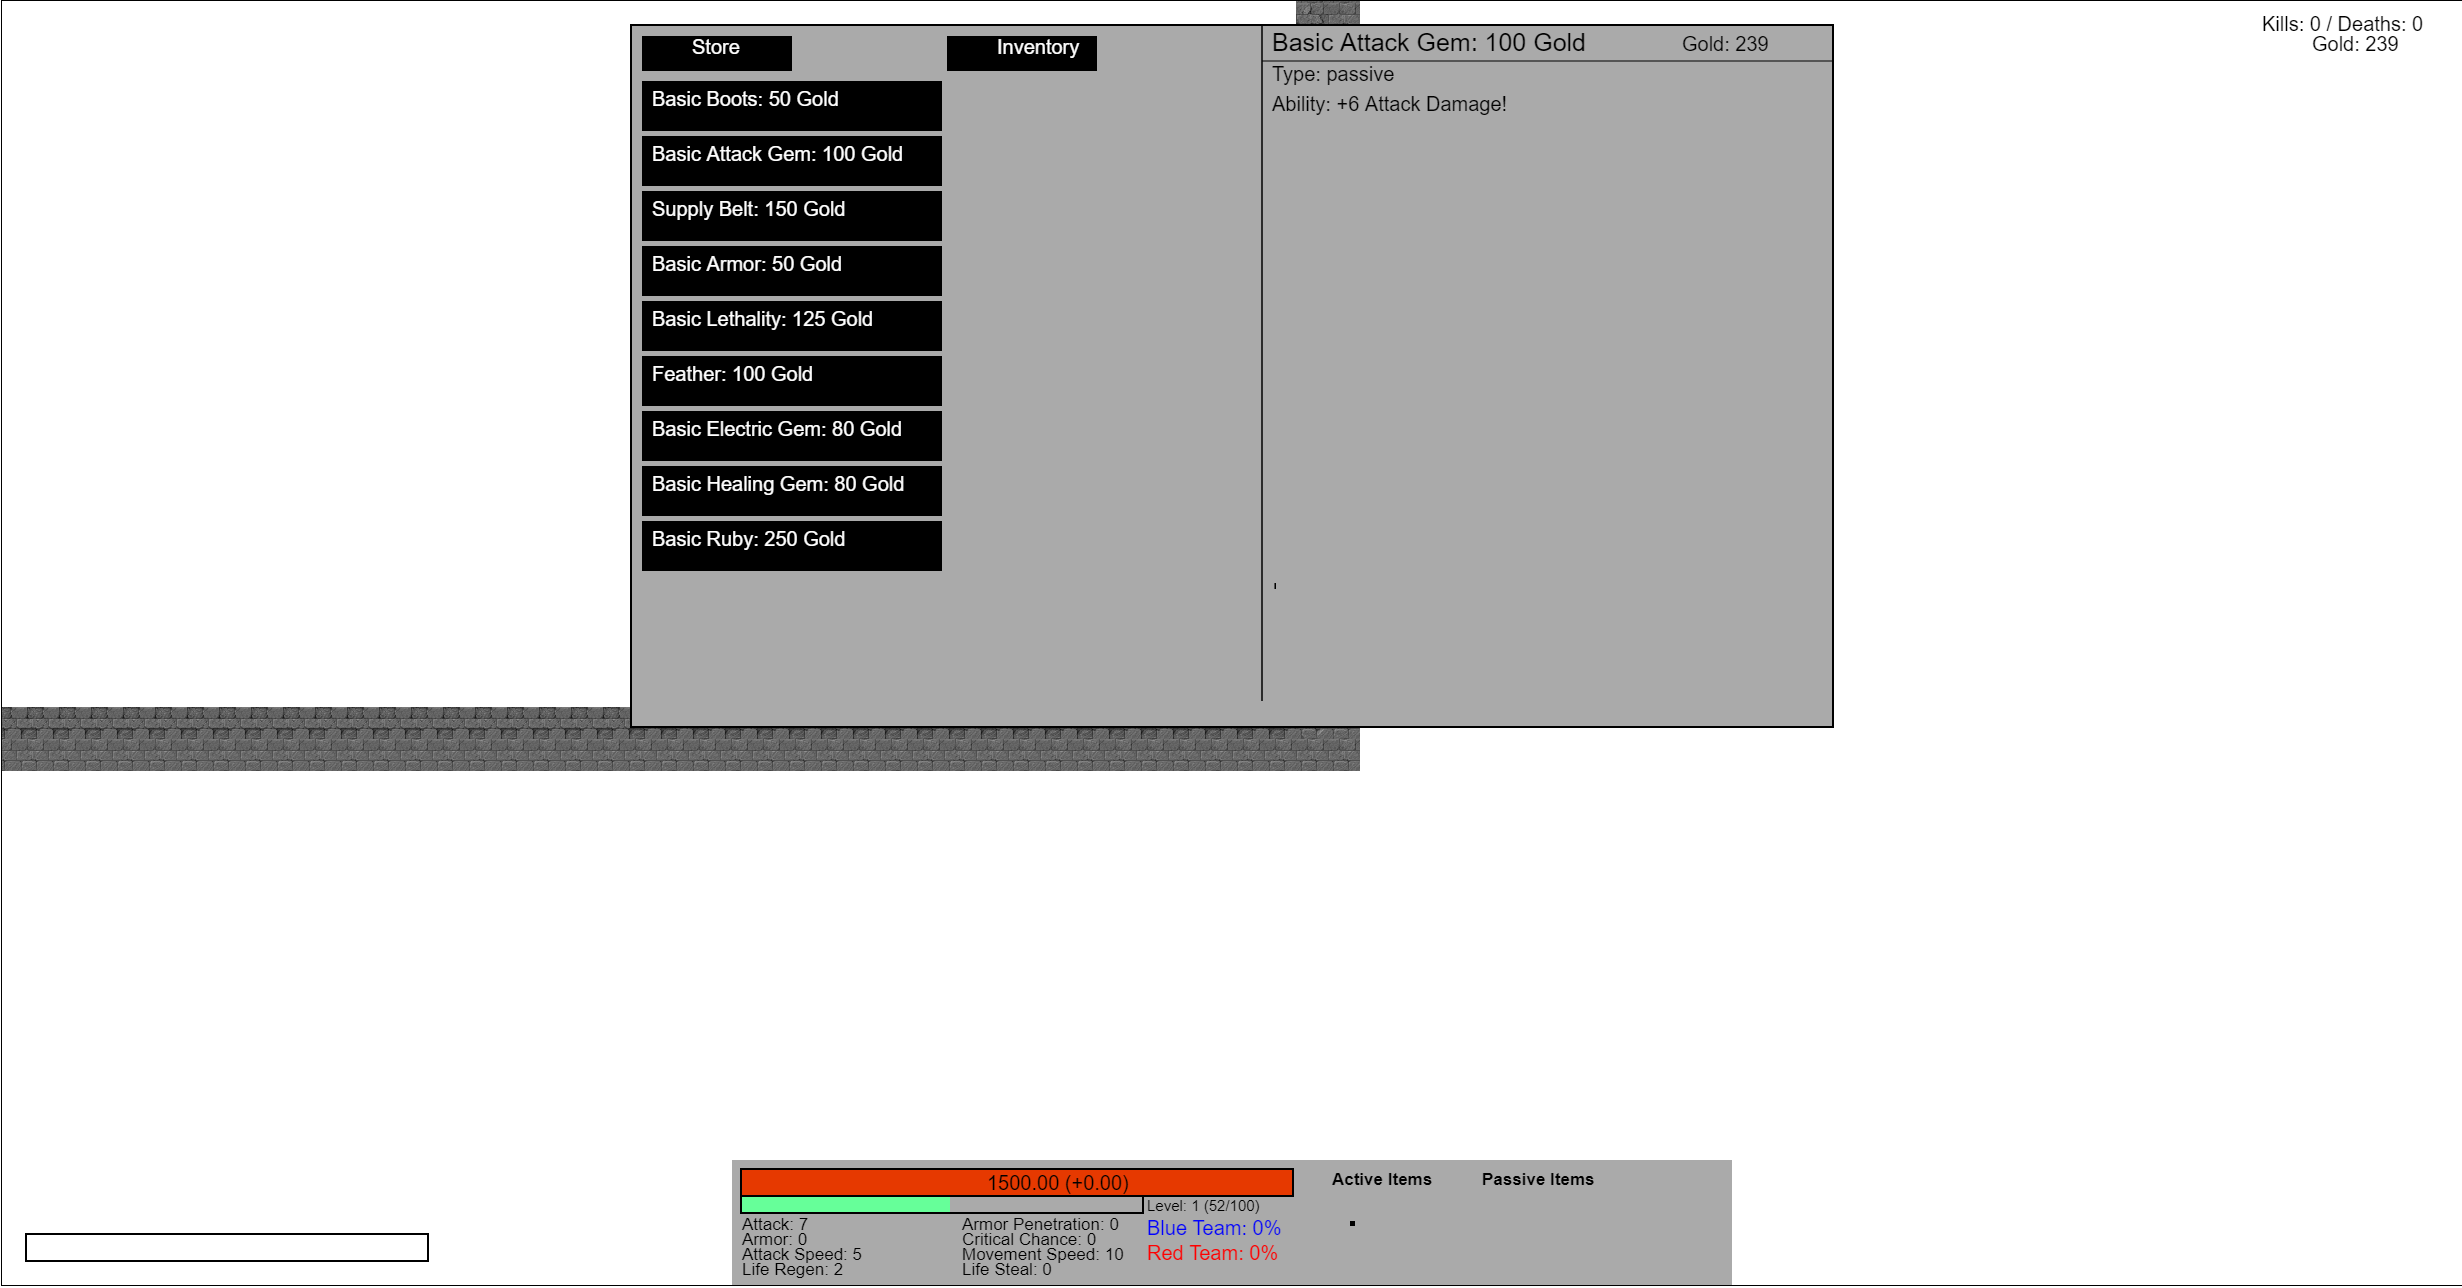 Kills: 0 / Deaths: 0
Gold: 239
Store
Inventory
Basic Boots: 50 Gold
Basic Attack Gem: 100 Gold
Supply Belt: 150 Gold
Basic Armor: 50 Gold
Basic Lethality: 125 Gold
Feather: 100 Gold
Basic Electric Gem: 80 Gold
Basic Healing Gem: 80 Gold
Basic Ruby: 250 Gold
Basic Attack Gem: 100 Gold
Gold: 239
Type: passive
Ability: +6 Attack Damage!
'
1500.00 (+0.00)
Level: 1 (52/100)
Attack: 7
Armor: 0
Attack Speed: 5
Life Regen: 2
Armor Penetration: 0
Critical Chance: 0
Movement Speed: 10
Life Steal: 0
Blue Team: 0%
Red Team: 0%
Active Items
Passive Items